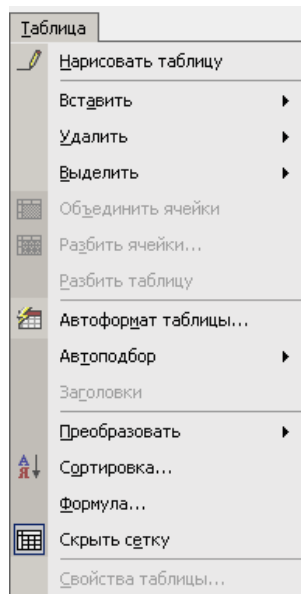 Таблица
Нарисовать таблицу
Вставить
Удалить
Выделить
Объединить ячейки
Разбить ячейки...
Разбить таблицу
Автоформат таблицы...
Автоподбор
Заголовки
Преобразовать
Сортировка...
Формула...
Скрыть сетку
Свойства таблицы...